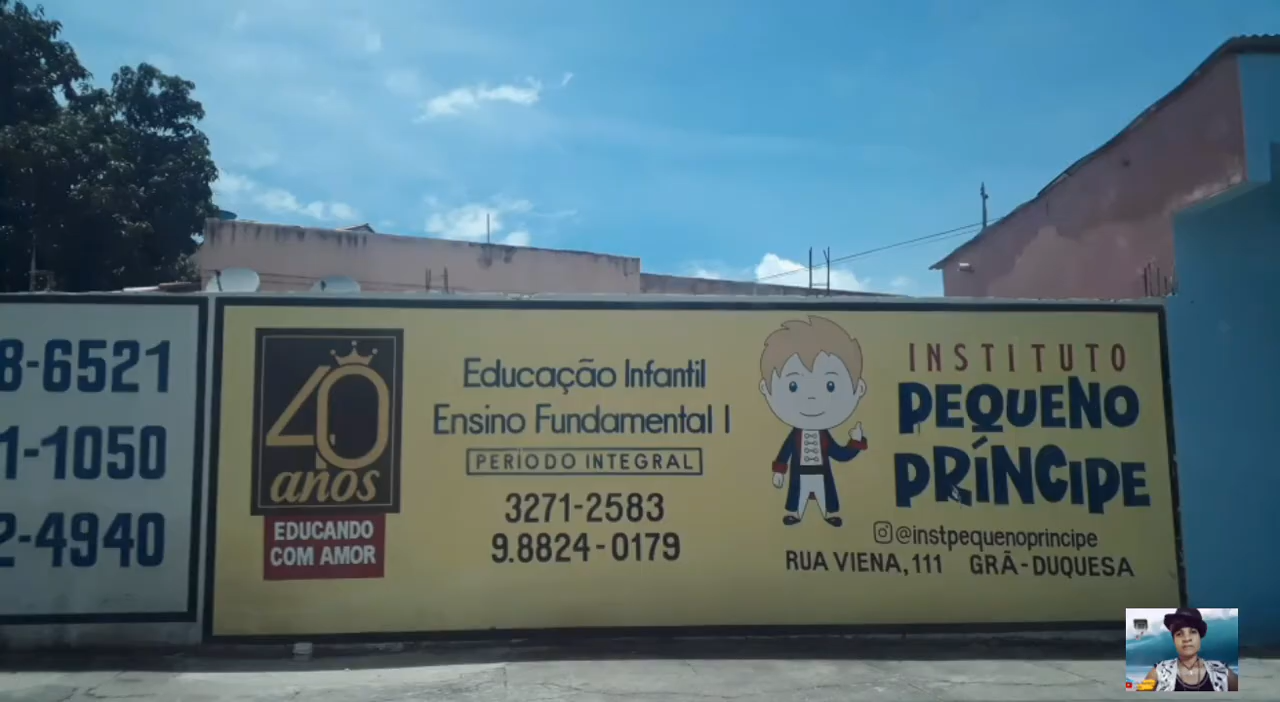 8-6521
1-1050
2-4940
40
anos
EDUCANDO
COM AMOR
Educação Infantil
Ensino Fundamental I
PERÍODO INTEGRAL
3271-2583
9.8824-0179
INSTITUTO
PEQUENO
PRÍNCIPE
@instpequenoprincipe
RUA VIENA, 111 GRÃ-DUQUESA